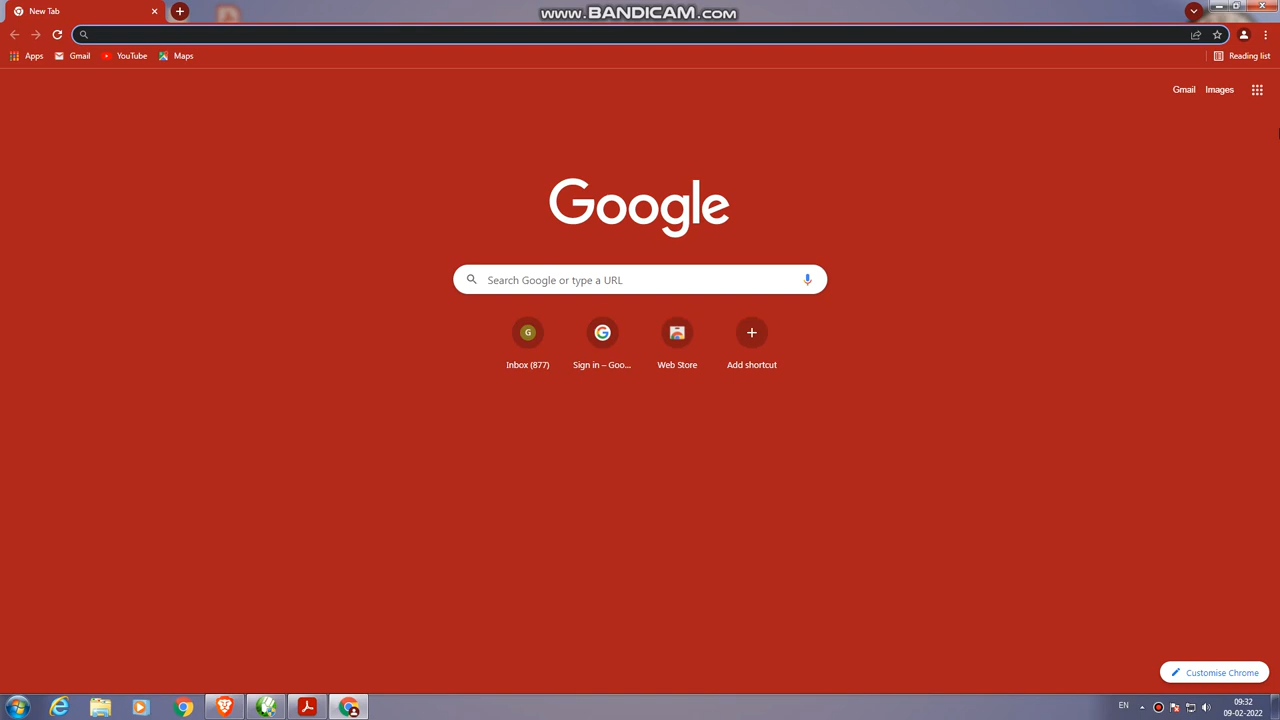 New Tab
www.BANDICAM.com
Apps
Gmail
YouTube
Maps
Reading list
Gmail
Images
Google
Search Google or type a URL
G
Inbox (877)
Sign in – Goo...
Web Store
Add shortcut
Customise Chrome
EN
09:32
09-02-2022